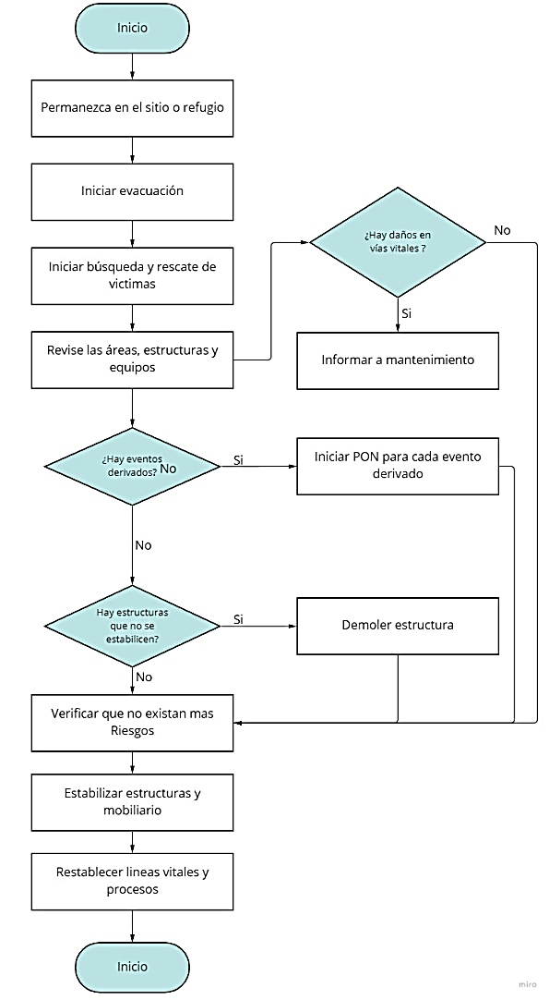 Inicio
Permanezca en el sitio o refugio
Iniciar evacuación
Iniciar búsqueda y rescate de
victimas
Revise las áreas, estructuras y
equipos
¿Hay daños en
vías vitales ?
No
Si
Informar a mantenimiento
¿Hay eventos
derivados?
No
Si
Iniciar PON para cada evento
derivado
No
Hay estructuras
que no se
estabilicen?
Si
Demoler estructura
No
Verificar que no existan mas
Riesgos
Estabilizar estructuras y
mobiliario
Restablecer lineas vitales y
procesos
Inicio
miro